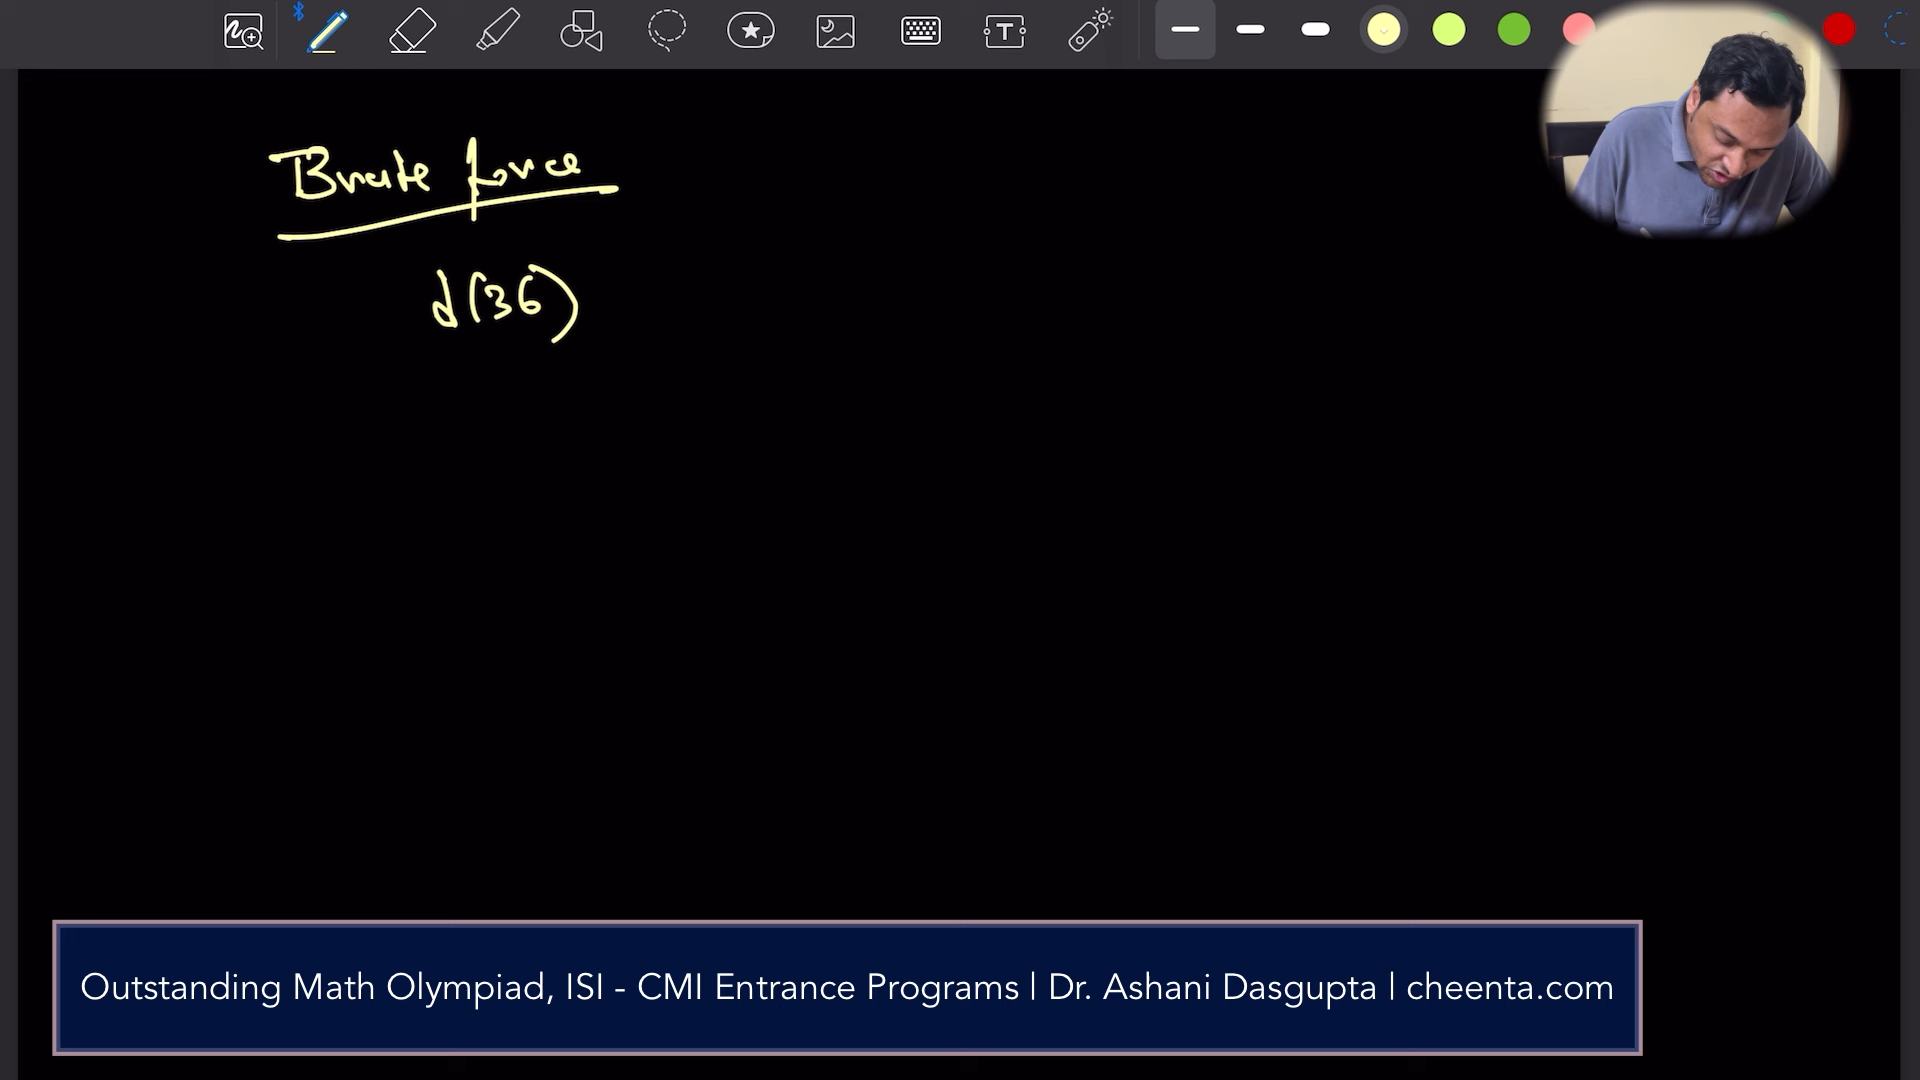 Brute force
d(36)
Outstanding Math Olympiad, ISI - CMI Entrance Programs | Dr. Ashani Dasgupta | cheenta.com